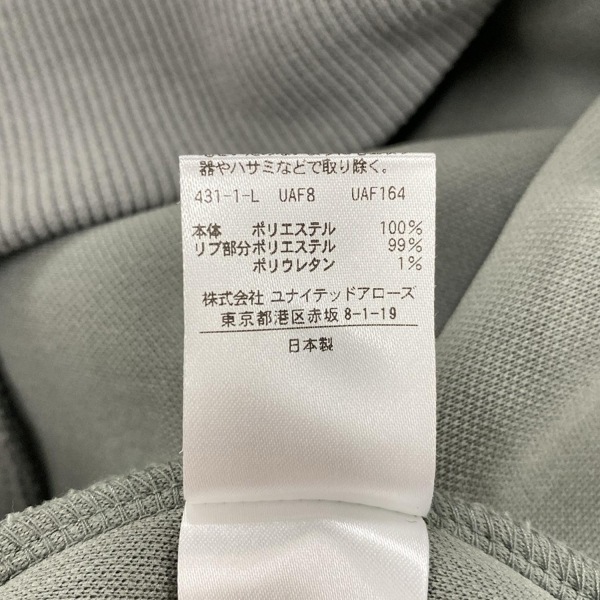 器やハサミなどで取り除く。
431-1-L UAF8 UAF164
本体 ポリエステル 100%
リブ部分ポリエステル 99%
ポリウレタン 1%
株式会社 ユナイテッドアローズ
東京都港区赤坂 8-1-19
日本製